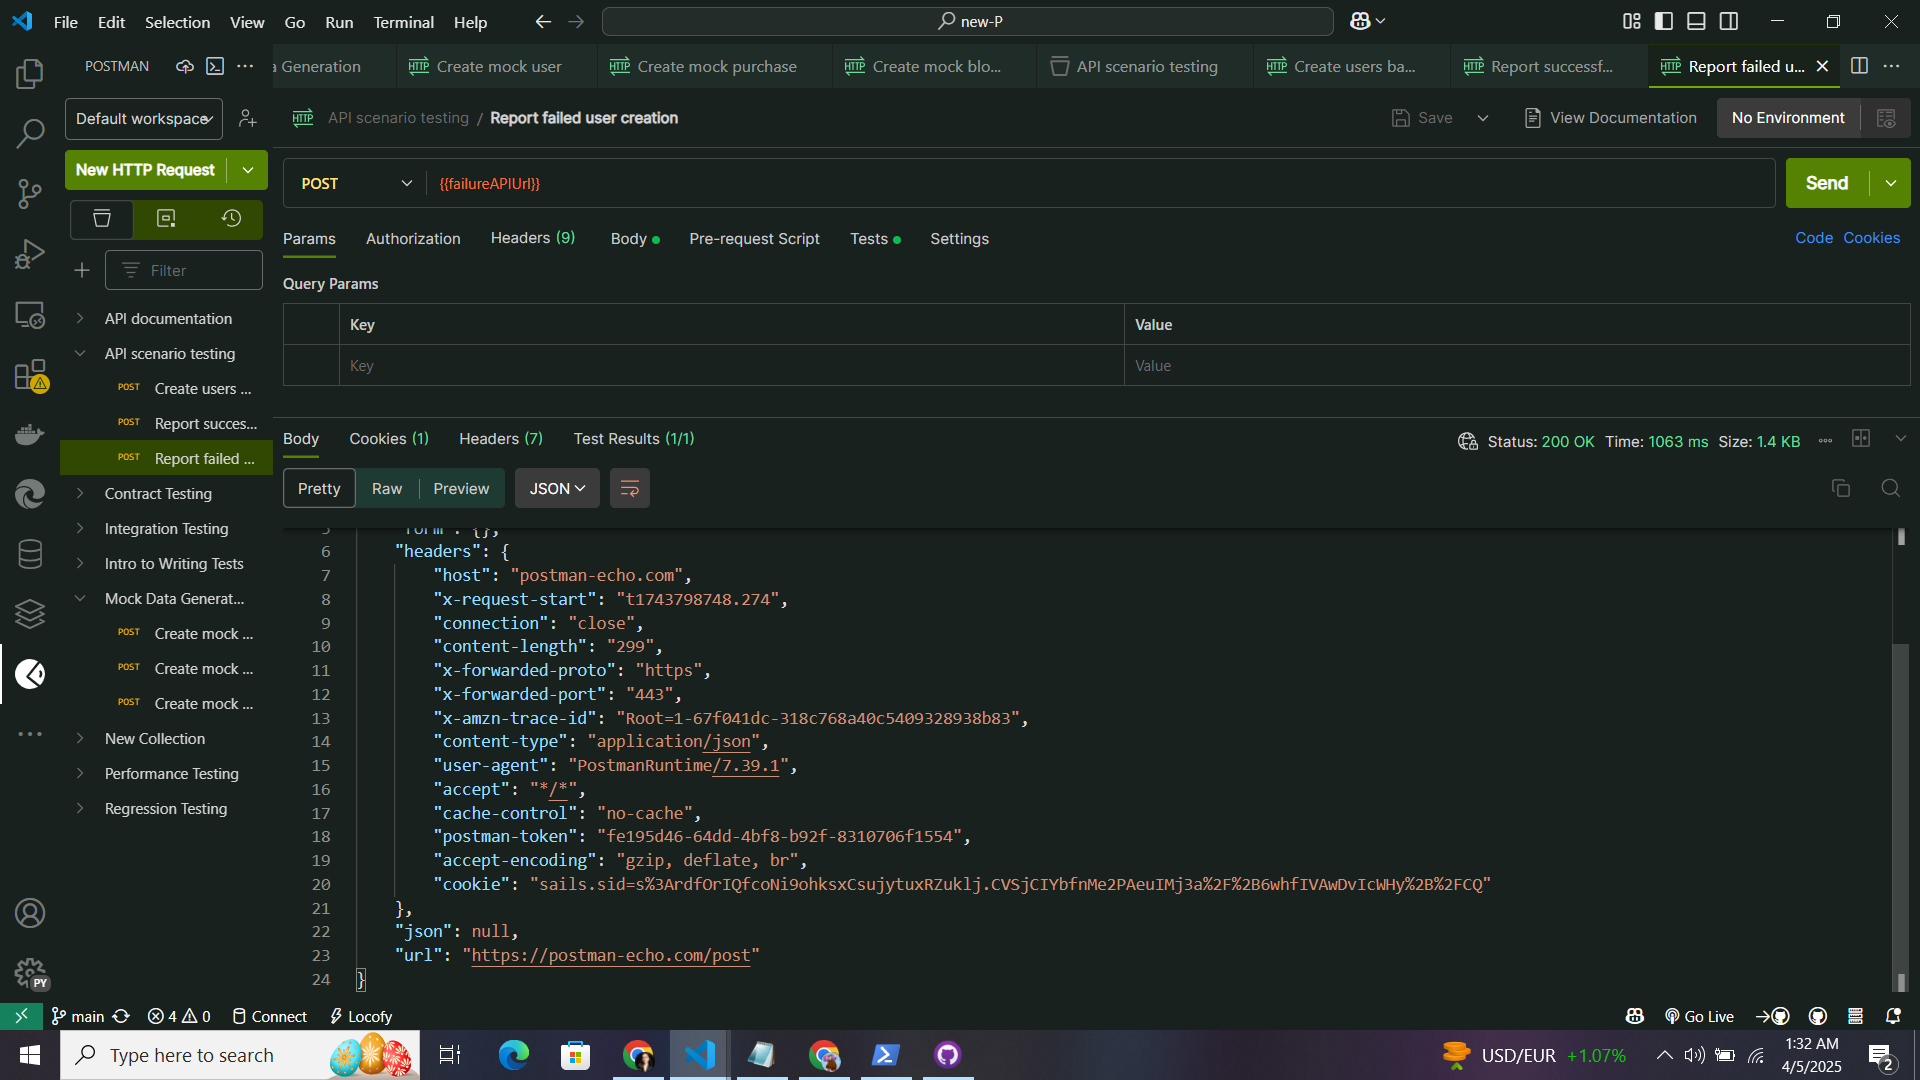 File Edit Selection View Go Run Terminal Help
new-P
POSTMAN
a Generation
Create mock user
Create mock purchase
Create mock blo...
API scenario testing
Create users ba...
Report successf...
Report failed u...
Default workspace
API scenario testing / Report failed user creation
Save
View Documentation
No Environment
New HTTP Request
POST
{{failureAPIUrl}}
Send
Params Authorization Headers (9) Body Pre-request Script Tests Settings
Code Cookies
Filter
Query Params
Key Value
Key Value
API documentation
API scenario testing
POST Create users ...
POST Report succes...
POST Report failed ...
Contract Testing
Integration Testing
Intro to Writing Tests
Mock Data Generat...
POST Create mock ...
POST Create mock ...
POST Create mock ...
New Collection
Performance Testing
Regression Testing
Body Cookies (1) Headers (7) Test Results (1/1)
Status: 200 OK Time: 1063 ms Size: 1.4 KB
Pretty Raw Preview JSON
5 "form": {},
6 "headers": {
7 "host": "postman-echo.com",
8 "x-request-start": "t1743798748.274",
9 "connection": "close",
10 "content-length": "299",
11 "x-forwarded-proto": "https",
12 "x-forwarded-port": "443",
13 "x-amzn-trace-id": "Root=1-67f041dc-318c768a40c5409328938b83",
14 "content-type": "application/json",
15 "user-agent": "PostmanRuntime/7.39.1",
16 "accept": "*/*",
17 "cache-control": "no-cache",
18 "postman-token": "fe195d46-64dd-4bf8-b92f-8310706f1554",
19 "accept-encoding": "gzip, deflate, br",
20 "cookie": "sails.sid=s%3ArdfOrIQfcoNi9ohksxCsujytuxRZuklj.CVSjCIYbfnMe2PAeuIMj3a%2F%2B6whfIVAwDvIcWHy%2B%2FCQ"
21 },
22 "json": null,
23 "url": "https://postman-echo.com/post"
24 }
PY
main
4 0
Connect
Locofy
Go Live
Type here to search
USD/EUR +1.07%
1:32 AM
4/5/2025
2